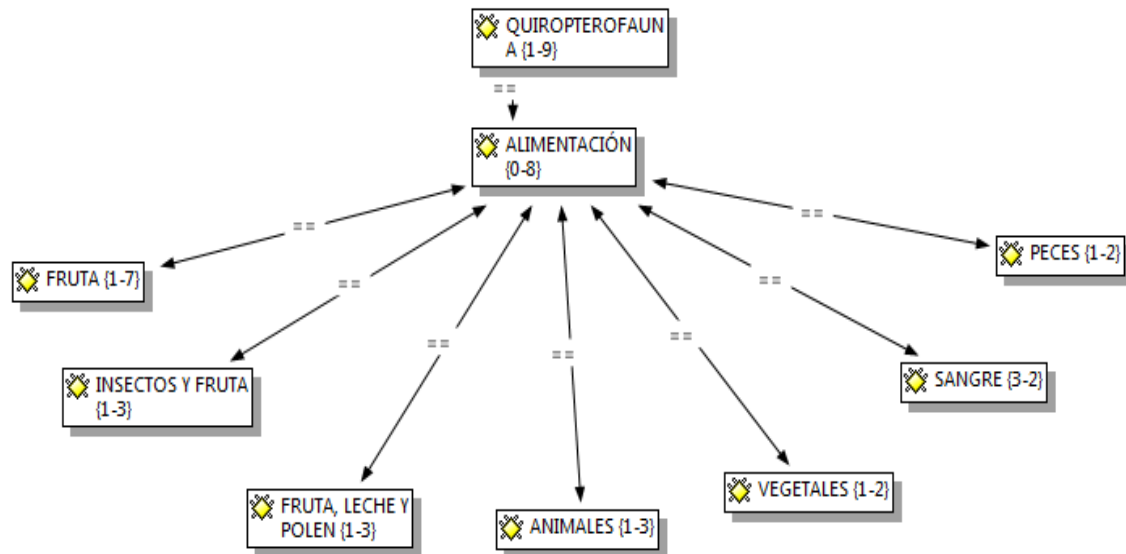 QUIROPTEROFAUN
A {1-9}
==
ALIMENTACIÓN
{0-8}
==
==
==
==
==
==
==
FRUTA {1-7}
PECES {1-2}
INSECTOS Y FRUTA
{1-3}
SANGRE {3-2}
FRUTA, LECHE Y
POLEN {1-3}
ANIMALES {1-3}
VEGETALES {1-2}